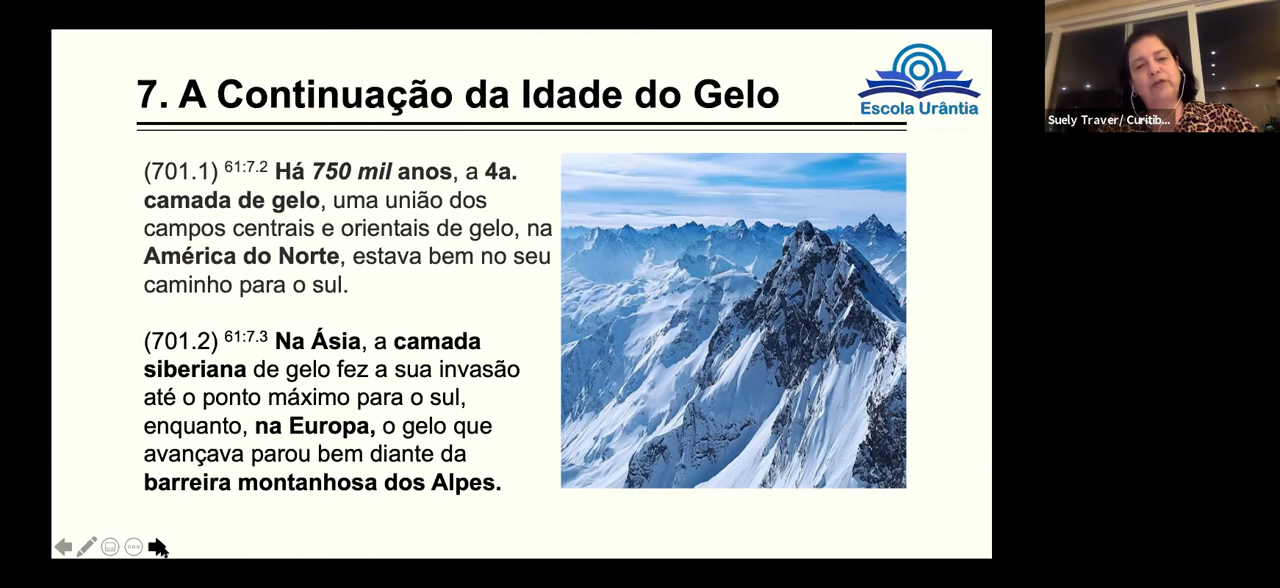 7. A Continuação da Idade do Gelo
Escola Urântia
(701.1) 61:7.2 Há 750 mil anos, a 4a.
camada de gelo, uma união dos
campos centrais e orientais de gelo, na
América do Norte, estava bem no seu
caminho para o sul.
(701.2) 61:7.3 Na Ásia, a camada
siberiana de gelo fez a sua invasão
até o ponto máximo para o sul,
enquanto, na Europa, o gelo que
avançava parou bem diante da
barreira montanhosa dos Alpes.
Suely Traver/ Curitib...